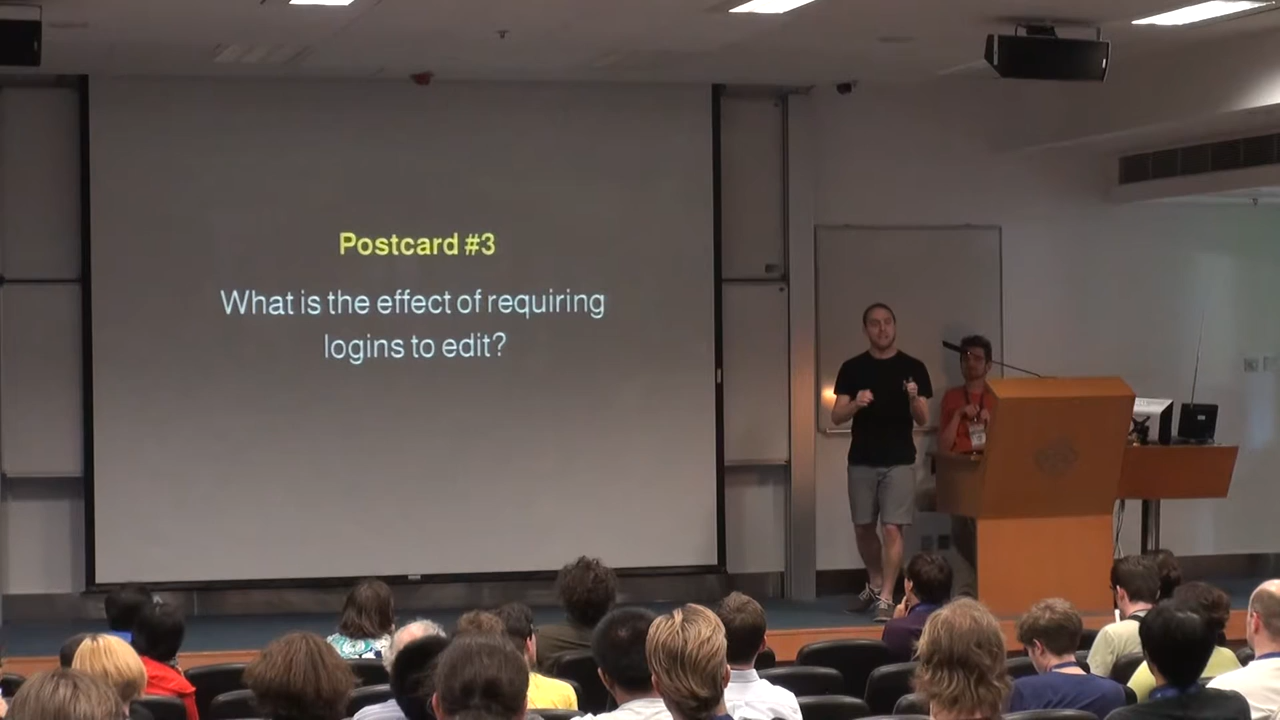 Postcard #3
What is the effect of requiring
logins to edit?